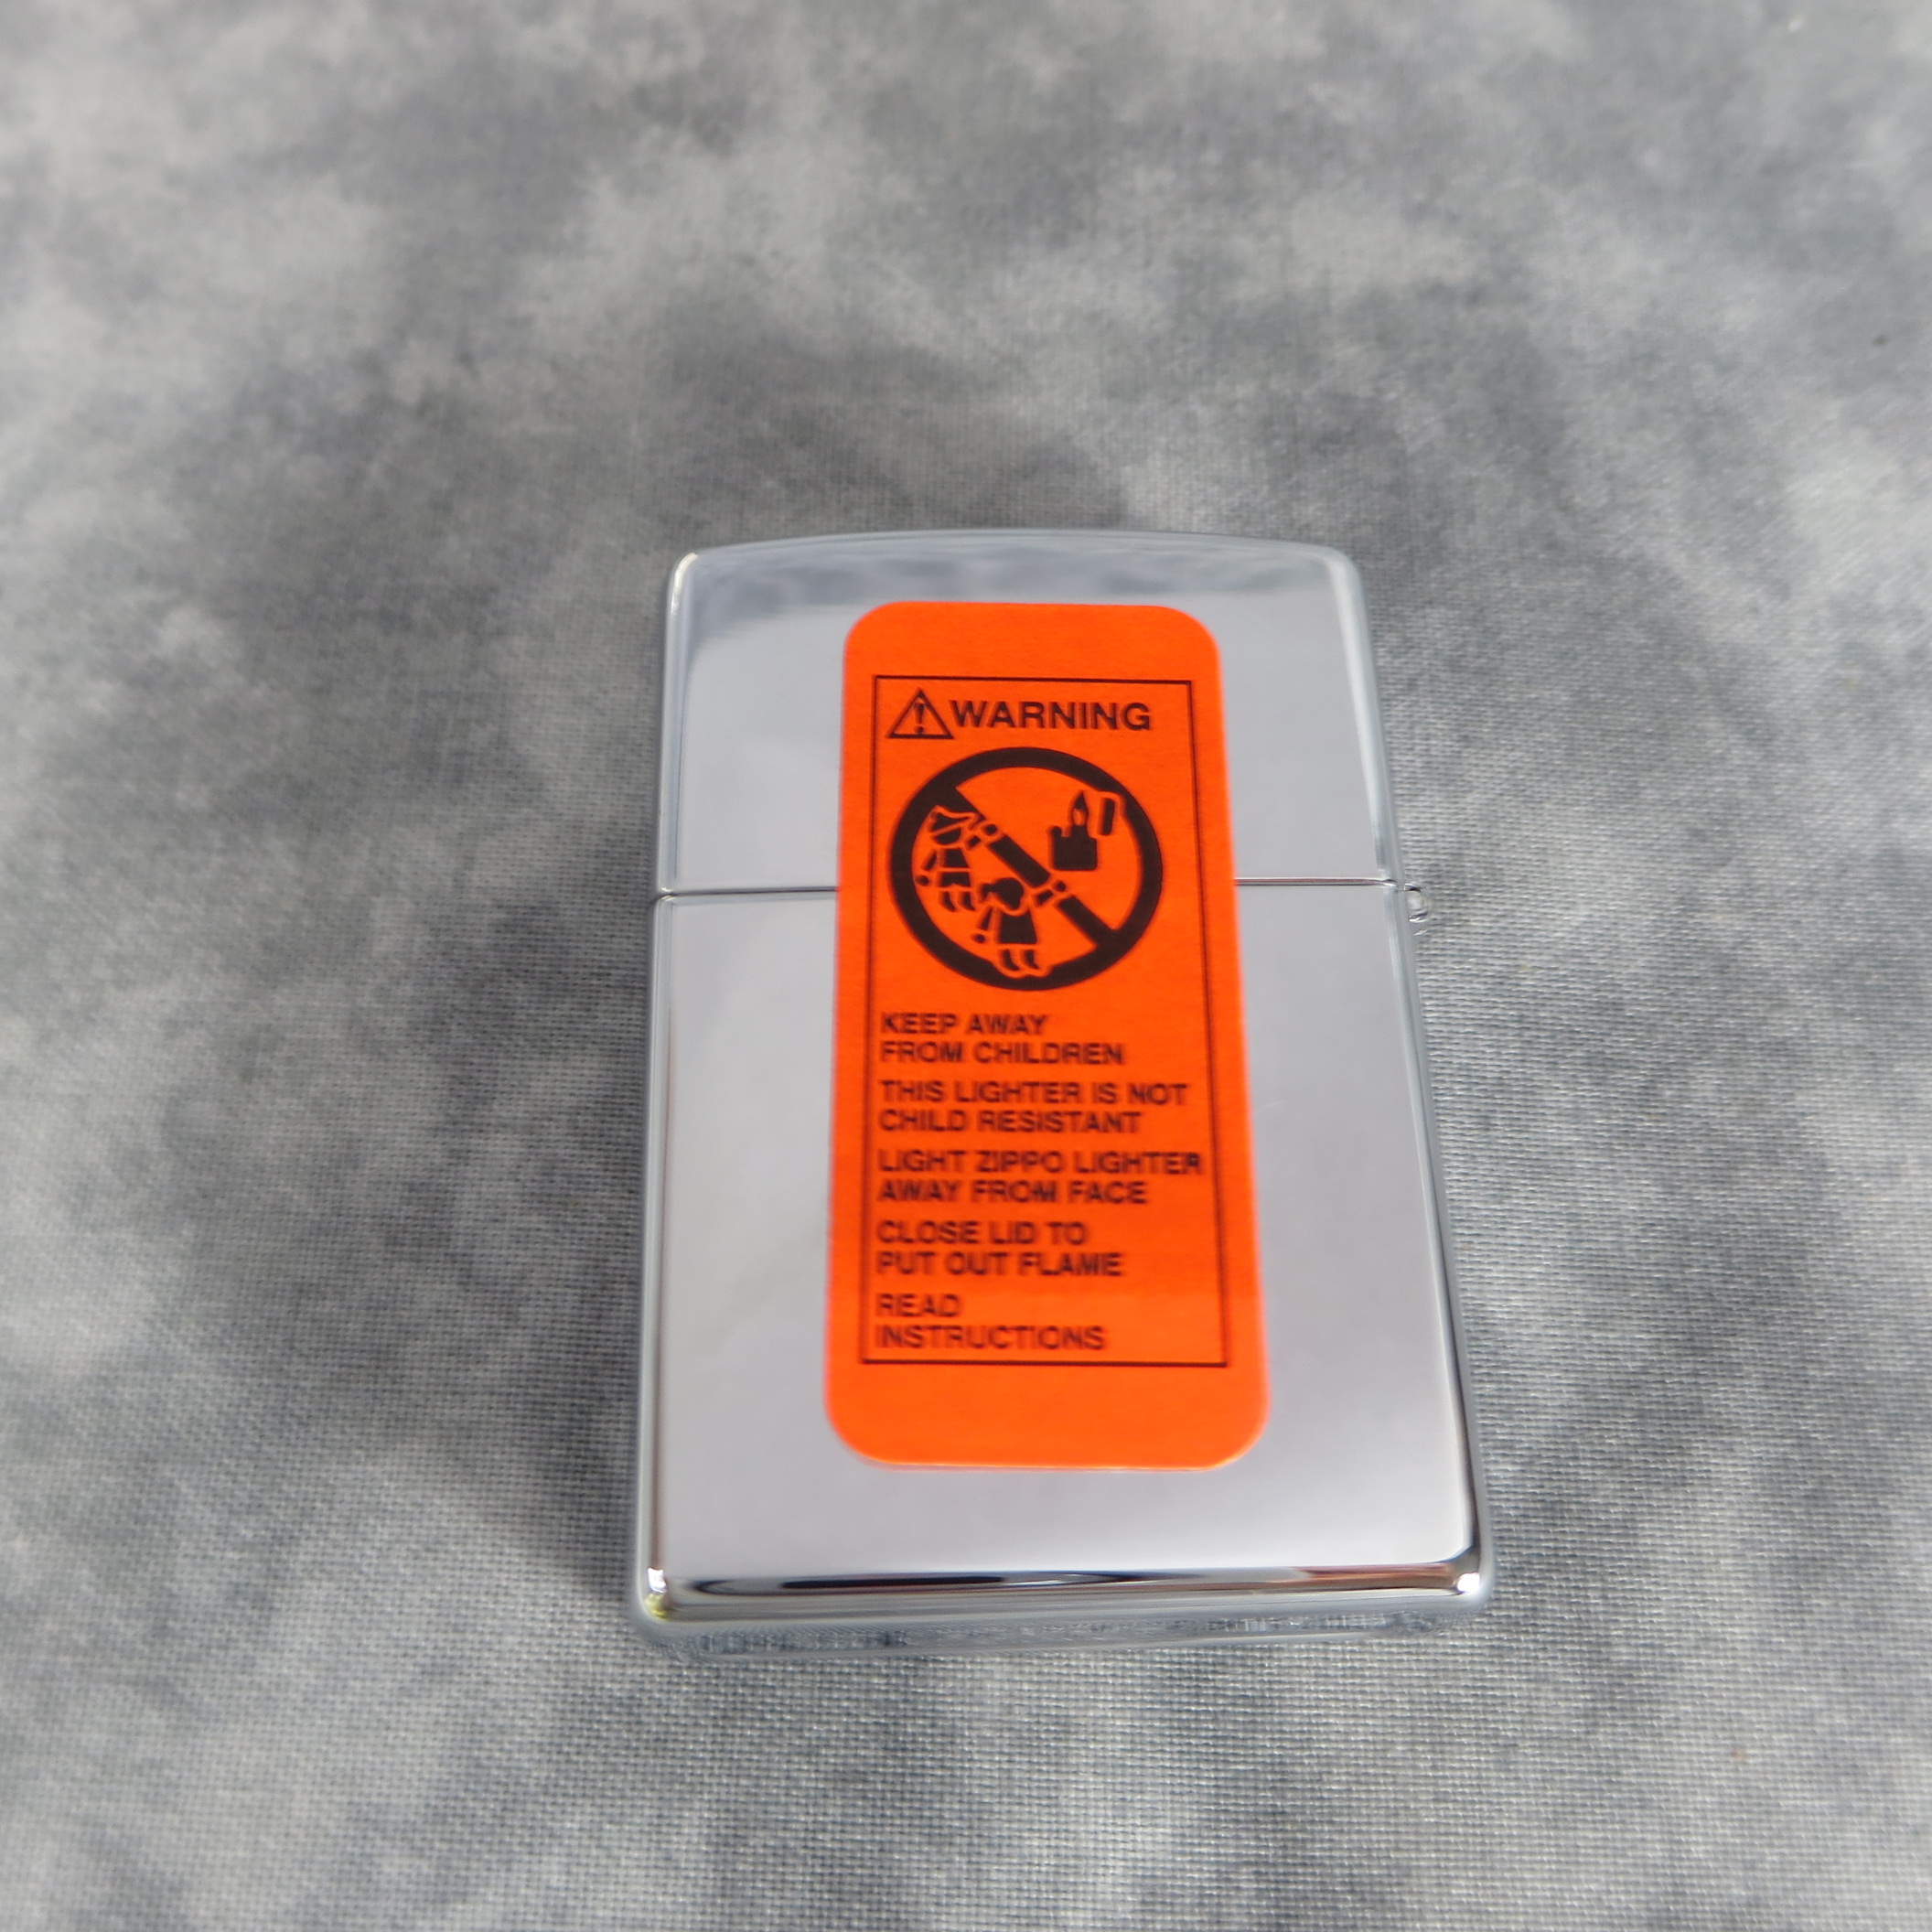 WARNING
KEEP AWAY
FROM CHILDREN
THIS LIGHTER IS NOT
CHILD RESISTANT
LIGHT ZIPPO LIGHTER
AWAY FROM FACE
CLOSE LID TO
PUT OUT FLAME
READ
INSTRUCTIONS